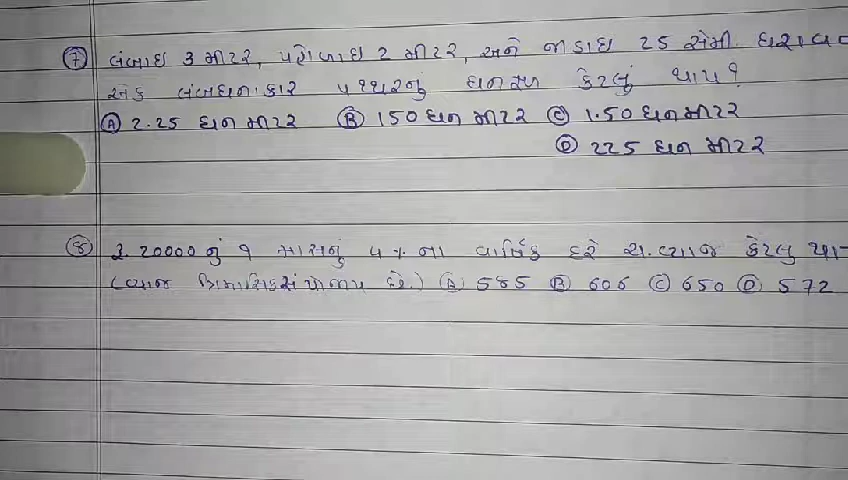 (7) લંબાઇ 3 મીટર, પહોળાઇ 2 મીટર, અને જાડાઇ 25 સેમી. ધરાવતા
એક લંબઘનાકાર પથ્થરનું ઘનફળ કેટલું થાય?
(A) 2.25 ઘન મીટર (B) 150 ઘન મીટર (C) 1.50 ઘન મીટર
(D) 225 ઘન મીટર
(8) રૂ. 20000 નું ૧ માસનું ૫ % ના વાર્ષિક દરે સા.વ્યાજ કેટલુ
(વ્યાજ (A) 585 (B) 606 (C) 650 (D) 572